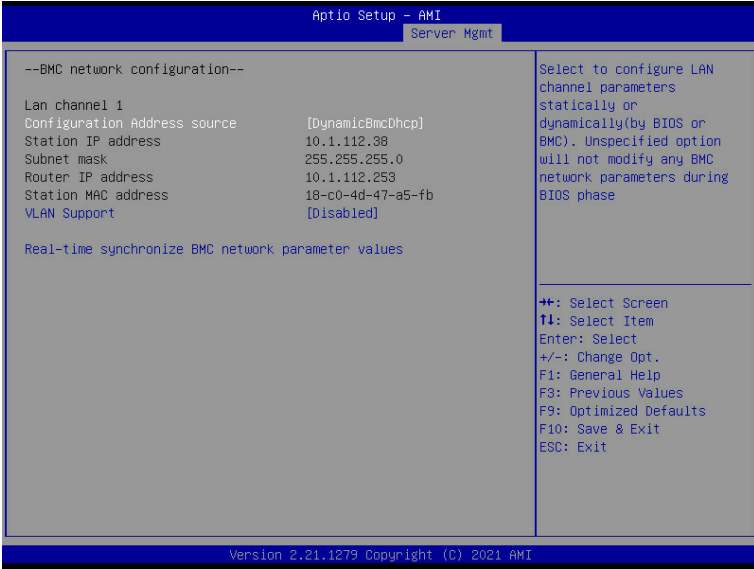 Aptio Setup – AMI
Server Mgmt
--BMC network configuration--
Lan channel 1
Configuration Address source [DynamicBmcDhcp]
Station IP address 10.1.112.38
Subnet mask 255.255.255.0
Router IP address 10.1.112.253
Station MAC address 18-c0-4d-47-a5-fb
VLAN Support [Disabled]
Real-time synchronize BMC network parameter values
Select to configure LAN
channel parameters
statically or
dynamically(by BIOS or
BMC). Unspecified option
will not modify any BMC
network parameters during
BIOS phase
→←: Select Screen
↑↓: Select Item
Enter: Select
+/-: Change Opt.
F1: General Help
F3: Previous Values
F9: Optimized Defaults
F10: Save & Exit
ESC: Exit
Version 2.21.1279 Copyright (C) 2021 AMI